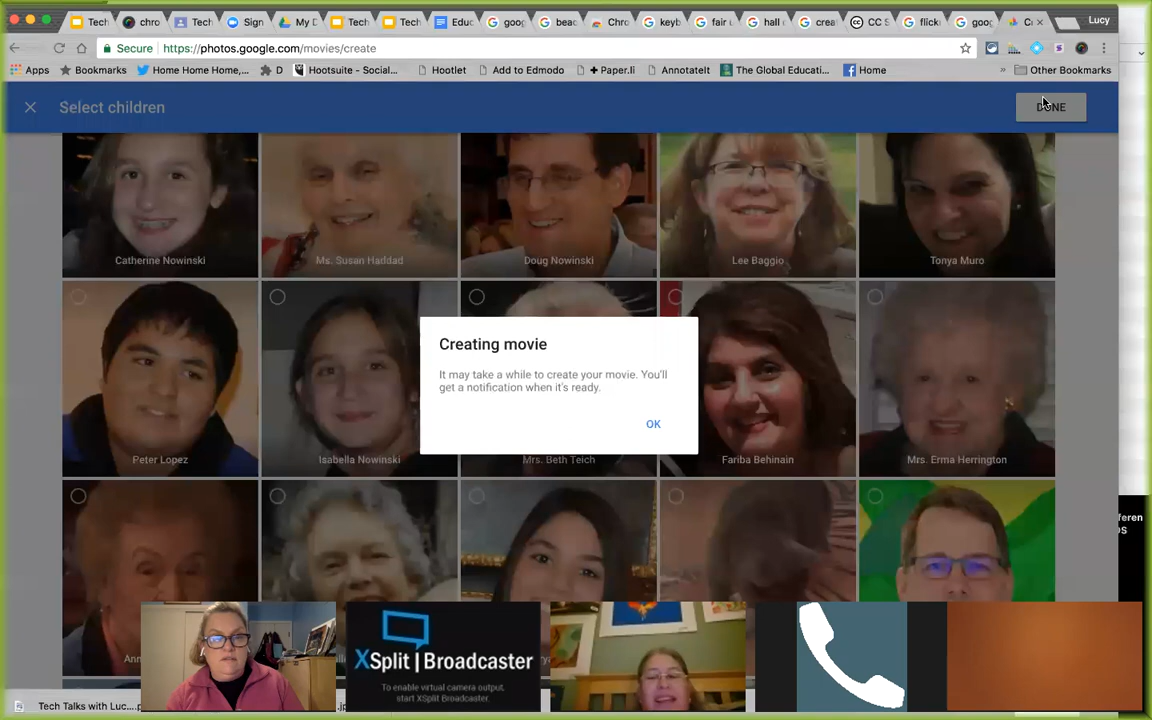 Tech
chro
Tech
Sign
My D
Tech
Tech
Educ
goog
beac
Chro
keyb
fair u
hall o
crea
CC S
flick
goog
C
Lucy
Secure
https://photos.google.com/movies/create
Apps
Bookmarks
Home Home Home,...
D
Hootsuite - Social...
Hootlet
Add to Edmodo
+ Paper.li
AnnotateIt
The Global Educati...
Home
»
Other Bookmarks
Select children
DONE
Catherine Nowinski
Ms. Susan Haddad
Doug Nowinski
Lee Baggio
Tonya Muro
Creating movie
It may take a while to create your movie. You'll
get a notification when it's ready.
OK
Peter Lopez
Isabella Nowinski
Mrs. Beth Teich
Fariba Behinain
Mrs. Erma Herrington
feren
OS
XSplit | Broadcaster
To enable virtual camera output,
start XSplit Broadcaster.
Ann
Tech Talks with Luc....p
.jp